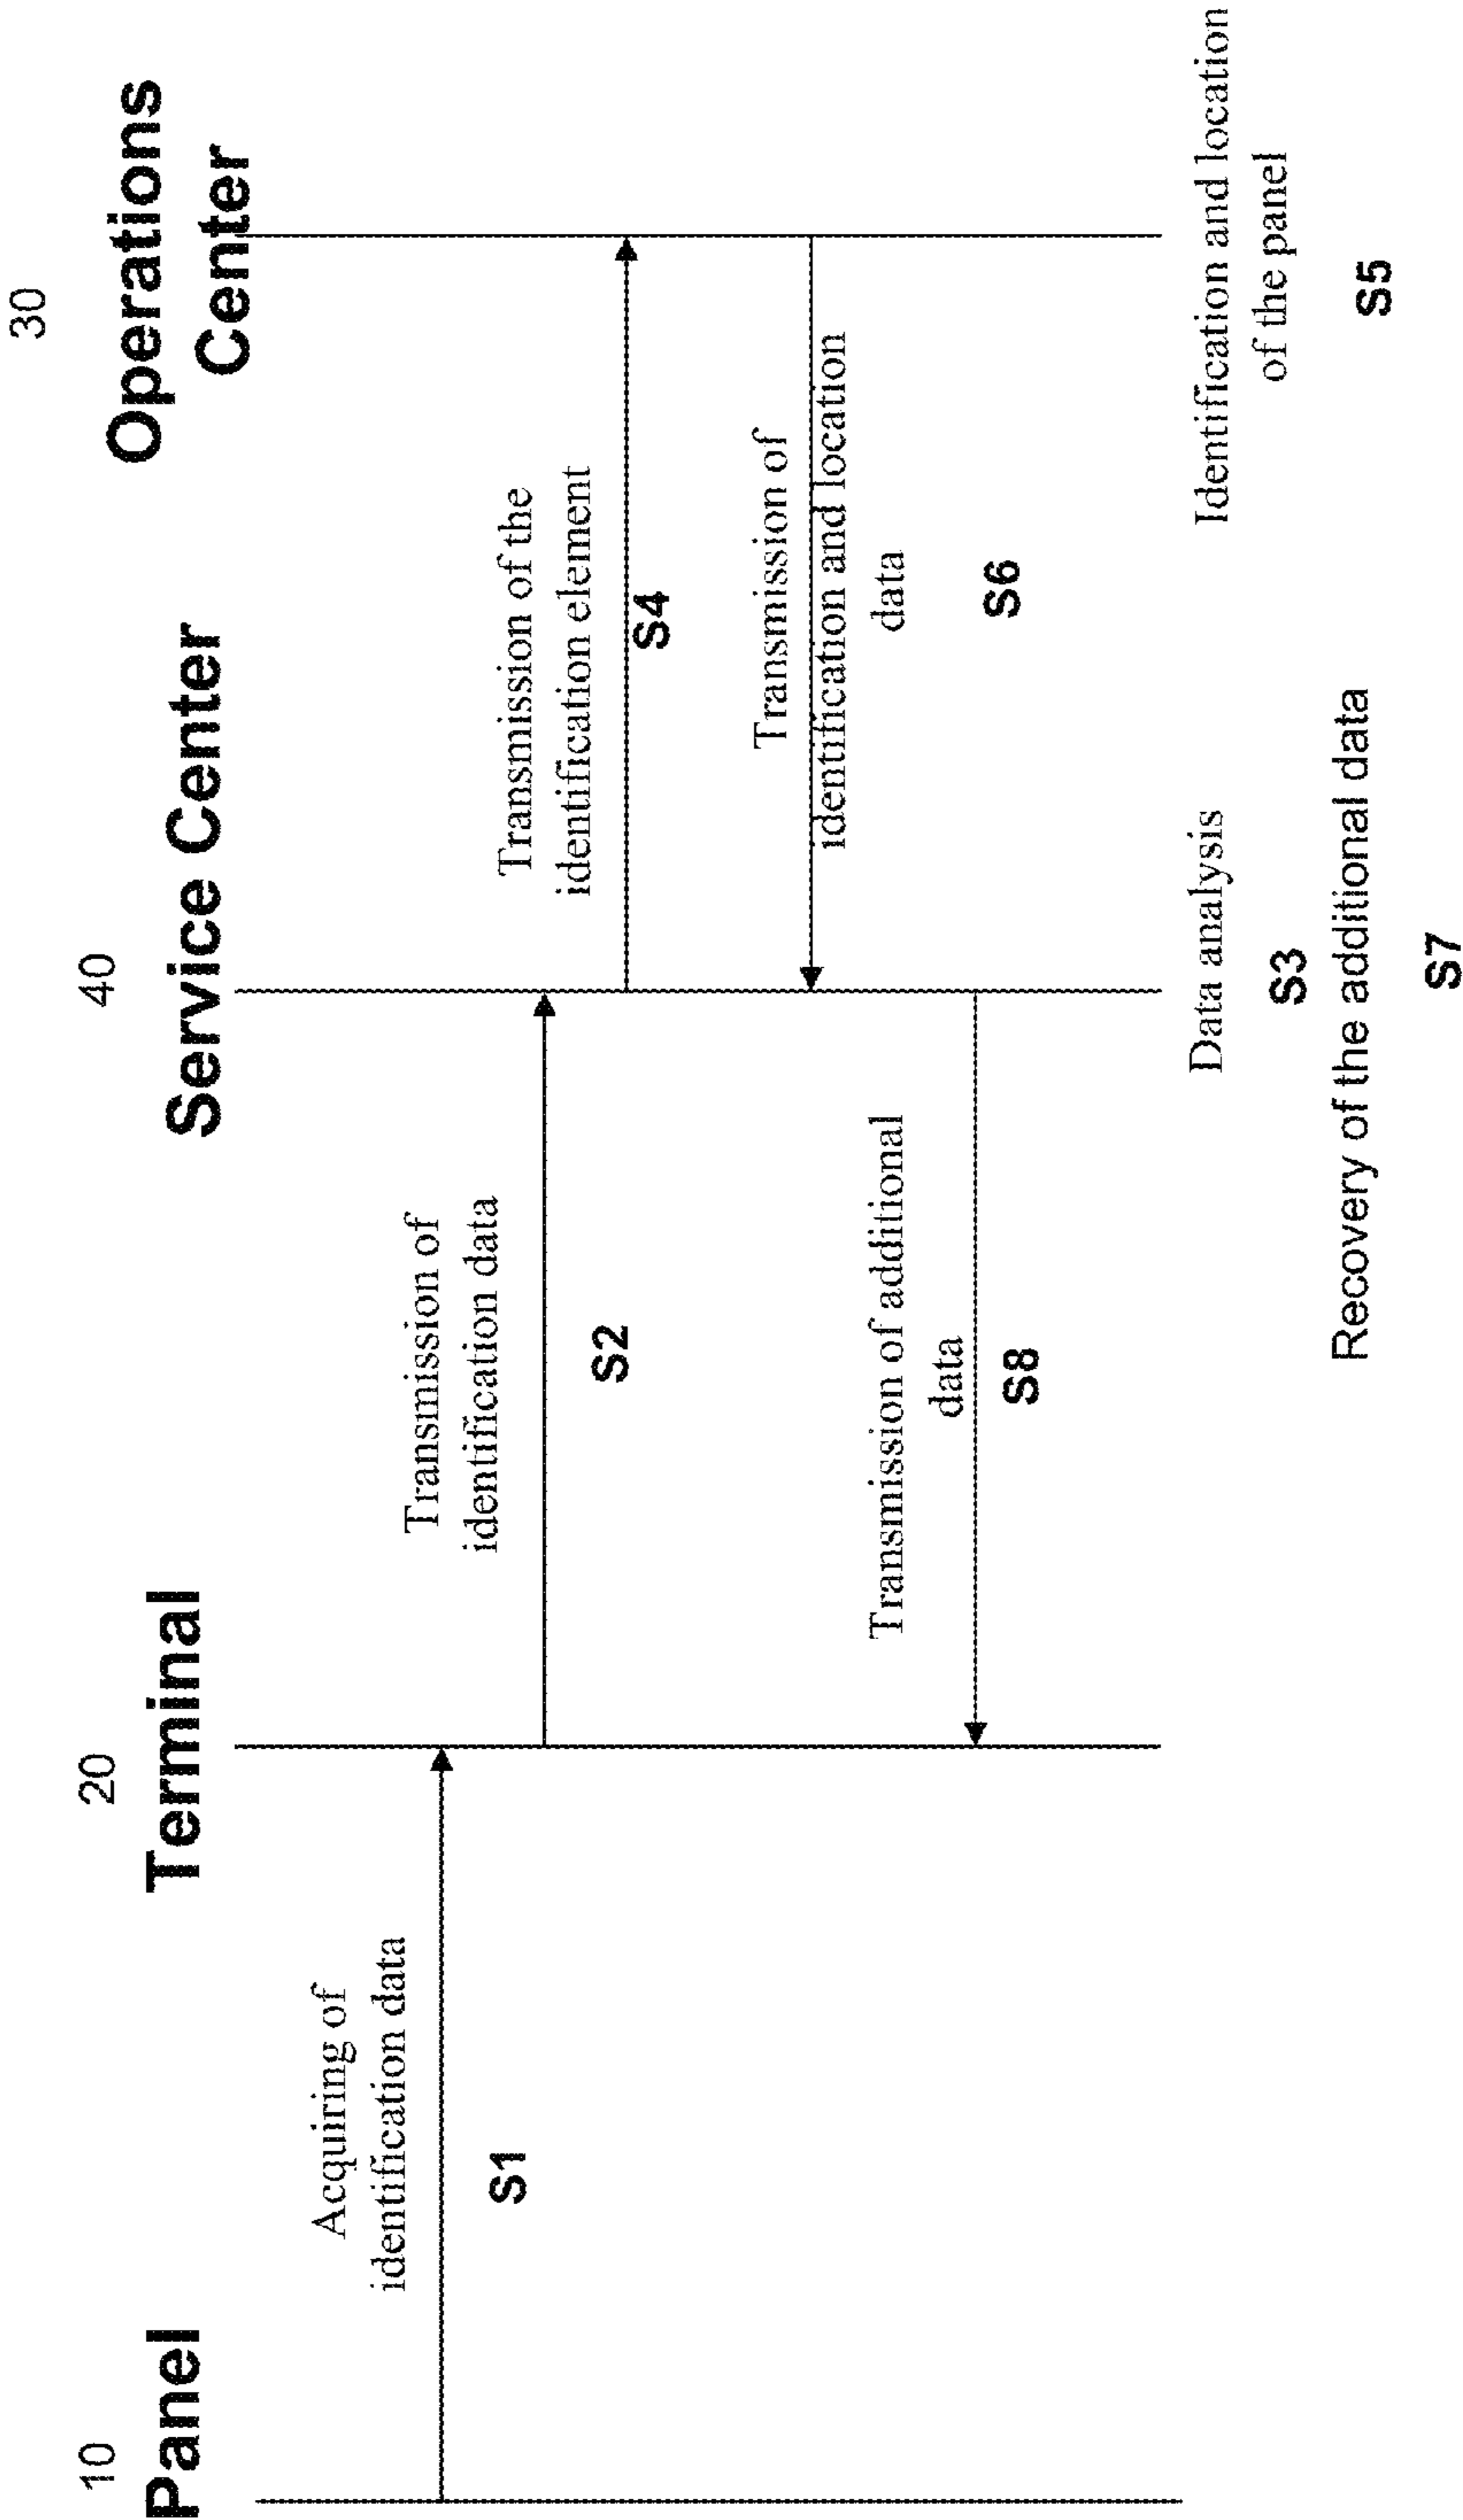 10
Panel
20
Terminal
40
Service Center
30
Operations
Center
Acquiring of
identification data
S1
Transmission of
identification data
S2
Transmission of the
identification element
S4
Transmission of
identification and location
data
S6
Transmission of additional
data
S8
Data analysis
S3
Recovery of the additional data
S7
Identification and location
of the panel
S5